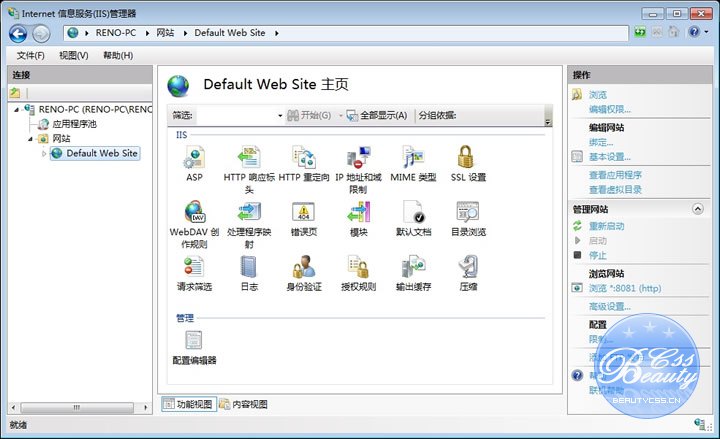 Internet 信息服务(IIS)管理器
RENO-PC ▸ 网站 ▸ Default Web Site ▸
文件(F) 视图(V) 帮助(H)
连接
RENO-PC (RENO-PC\RENO
应用程序池
网站
Default Web Site
Default Web Site 主页
筛选: 开始(G) 全部显示(A) 分组依据:
IIS
ASP
HTTP 响应标头
HTTP 重定向
IP 地址和域限制
MIME 类型
SSL 设置
WebDAV 创作规则
处理程序映射
错误页
模块
默认文档
目录浏览
请求筛选
日志
身份验证
授权规则
输出缓存
压缩
管理
配置编辑器
功能视图 内容视图
操作
浏览
编辑权限...
编辑网站
绑定...
基本设置...
查看应用程序
查看虚拟目录
管理网站
重新启动
启动
停止
浏览网站
浏览 *:8081 (http)
高级设置...
配置
限制...
联机帮助
Css
Beauty
BEAUTYCSS.CN
就绪